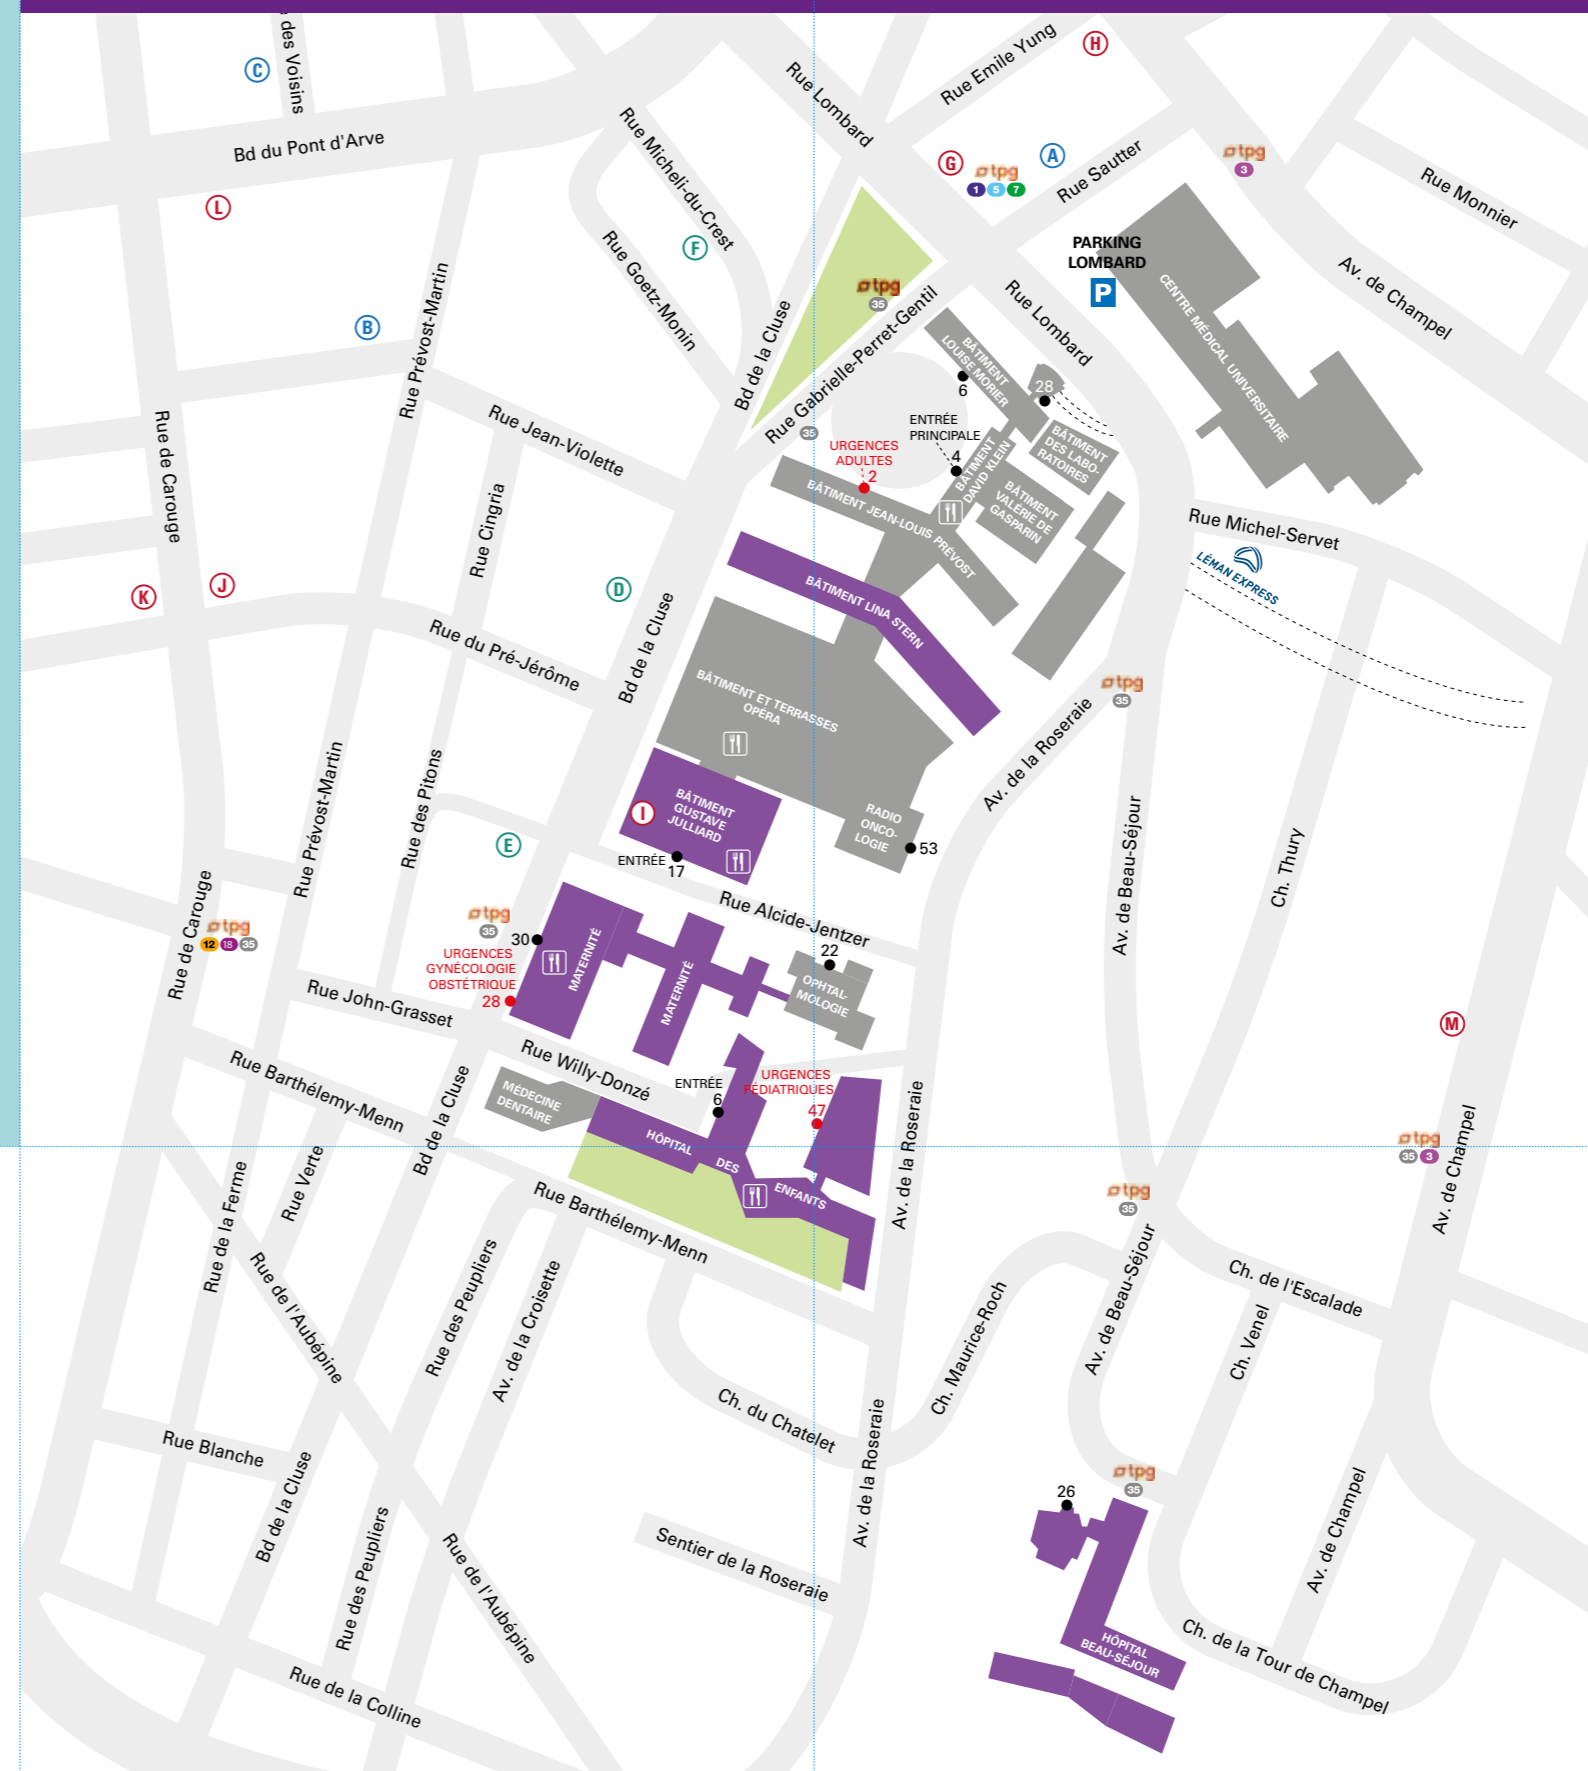 des Voisins
C
Bd du Pont d'Arve
L
Rue Micheli-du-Crest
F
Rue Goetz-Monin
Rue Lombard
Rue Emile Yung
H
G
tpg
1 5 7
A
Rue Sautter
tpg
3
Rue Monnier
Av. de Champel
PARKING
LOMBARD
P
CENTRE MÉDICAL UNIVERSITAIRE
tpg
35
Rue Lombard
B
Rue Prévost-Martin
Bd de la Cluse
Rue Gabrielle-Perret-Gentil
35
BÂTIMENT
LOUISE MORIER
6
28
ENTRÉE
PRINCIPALE
4
URGENCES
ADULTES
2
BÂTIMENT
DAVID KLEIN
BÂTIMENT
DES LABO-
RATOIRES
BÂTIMENT
VALÉRIE DE
GASPARIN
BÂTIMENT JEAN-LOUIS PRÉVOST
Rue Jean-Violette
Rue de Carouge
Rue Cingria
Rue Michel-Servet
LÉMAN EXPRESS
K
J
D
BÂTIMENT LINA STERN
Rue du Pré-Jérôme
Bd de la Cluse
BÂTIMENT ET TERRASSES
OPÉRA
tpg
35
Av. de la Roseraie
Rue Prévost-Martin
Rue des Pitons
E
I
BÂTIMENT
GUSTAVE
JULLIARD
ENTRÉE
17
RADIO
ONCO-
LOGIE
53
Av. de Beau-Séjour
Ch. Thury
Rue Alcide-Jentzer
Rue de Carouge
tpg
12 18 35
tpg
35
30
URGENCES
GYNÉCOLOGIE
OBSTÉTRIQUE
28
MATERNITÉ
MATERNITÉ
22
OPHTAL-
MOLOGIE
Rue John-Grasset
M
Rue Willy-Donzé
Rue Barthélemy-Menn
Bd de la Cluse
MÉDECINE
DENTAIRE
ENTRÉE
6
URGENCES
PÉDIATRIQUES
47
HÔPITAL
DES
ENFANTS
Av. de la Roseraie
tpg
35 3
Av. de Champel
tpg
35
Rue de la Ferme
Rue Verte
Rue Barthélemy-Menn
Rue de l'Aubépine
Rue des Peupliers
Av. de la Croisette
Av. de Beau-Séjour
Ch. de l'Escalade
Ch. Venel
Ch. Maurice-Roch
Ch. du Chatelet
Rue Blanche
Bd de la Cluse
Av. de la Roseraie
tpg
35
26
Rue des Peupliers
Rue de l'Aubépine
Sentier de la Roseraie
Av. de Champel
HÔPITAL
BEAU-SÉJOUR
Ch. de la Tour de Champel
Rue de la Colline